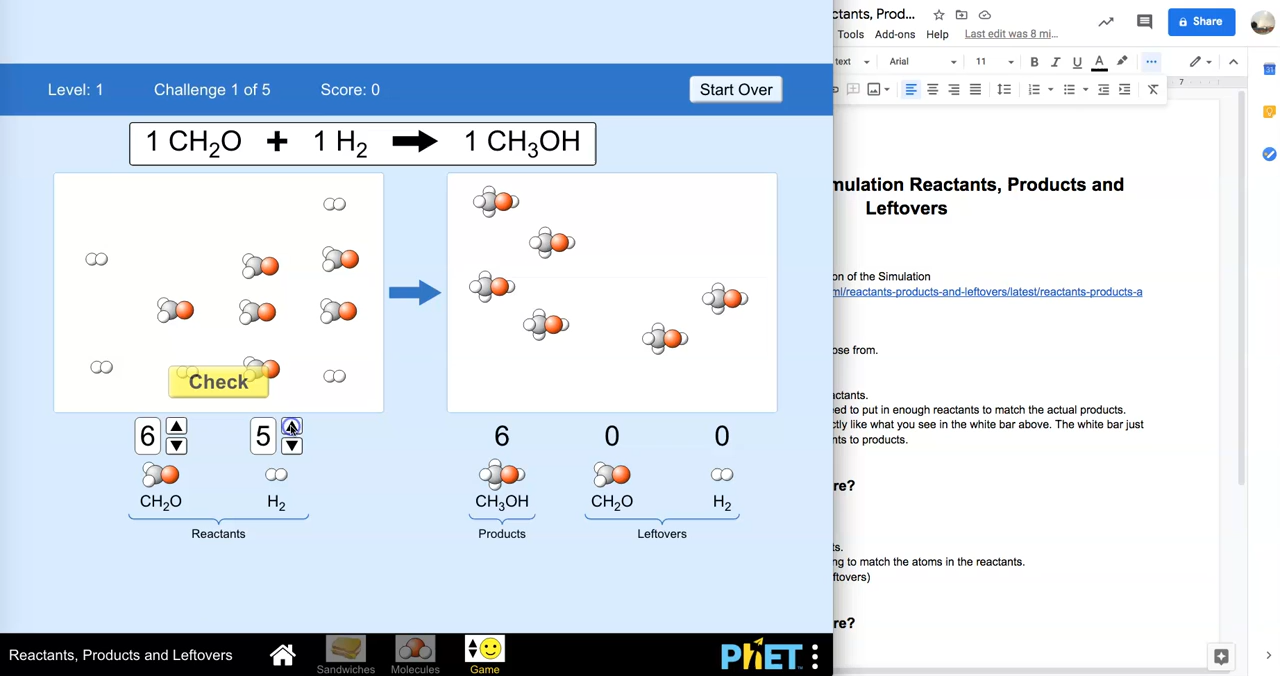 Level: 1 Challenge 1 of 5 Score: 0 Start Over
1 CH₂O + 1 H₂ 1 CH₃OH
Check
6 5 6 0 0
CH₂O H₂ CH₃OH CH₂O H₂
Reactants Products Leftovers
Reactants, Products and Leftovers
Sandwiches Molecules Game
PhET
ctants, Prod...
Share
Tools Add-ons Help Last edit was 8 mi...
text Arial 11 B I U A
7
31
mulation Reactants, Products and
Leftovers
on of the Simulation
ml/reactants-products-and-leftovers/latest/reactants-products-a
ose from.
actants.
ed to put in enough reactants to match the actual products.
ctly like what you see in the white bar above. The white bar just
nts to products.
re?
ts.
ng to match the atoms in the reactants.
ftovers)
re?